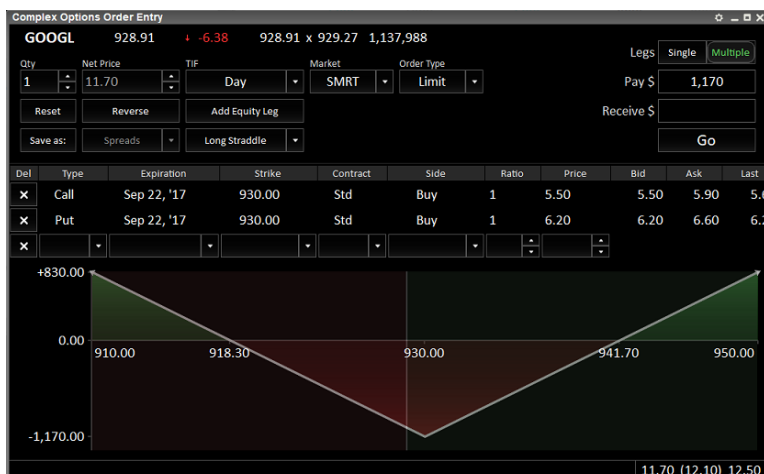 Complex Options Order Entry
GOOGL 928.91 ↓ -6.38 928.91 x 929.27 1,137,988
Legs Single Multiple
Qty Net Price TIF Market Order Type
1 11.70 Day SMRT Limit Pay $ 1,170
Reset Reverse Add Equity Leg Receive $
Save as: Spreads Long Straddle Go
Del Type Expiration Strike Contract Side Ratio Price Bid Ask Last
× Call Sep 22, '17 930.00 Std Buy 1 5.50 5.50 5.90
× Put Sep 22, '17 930.00 Std Buy 1 6.20 6.20 6.60
×
+830.00
0.00
910.00 918.30 930.00 941.70 950.00
-1,170.00
11.70 (12.10) 12.50